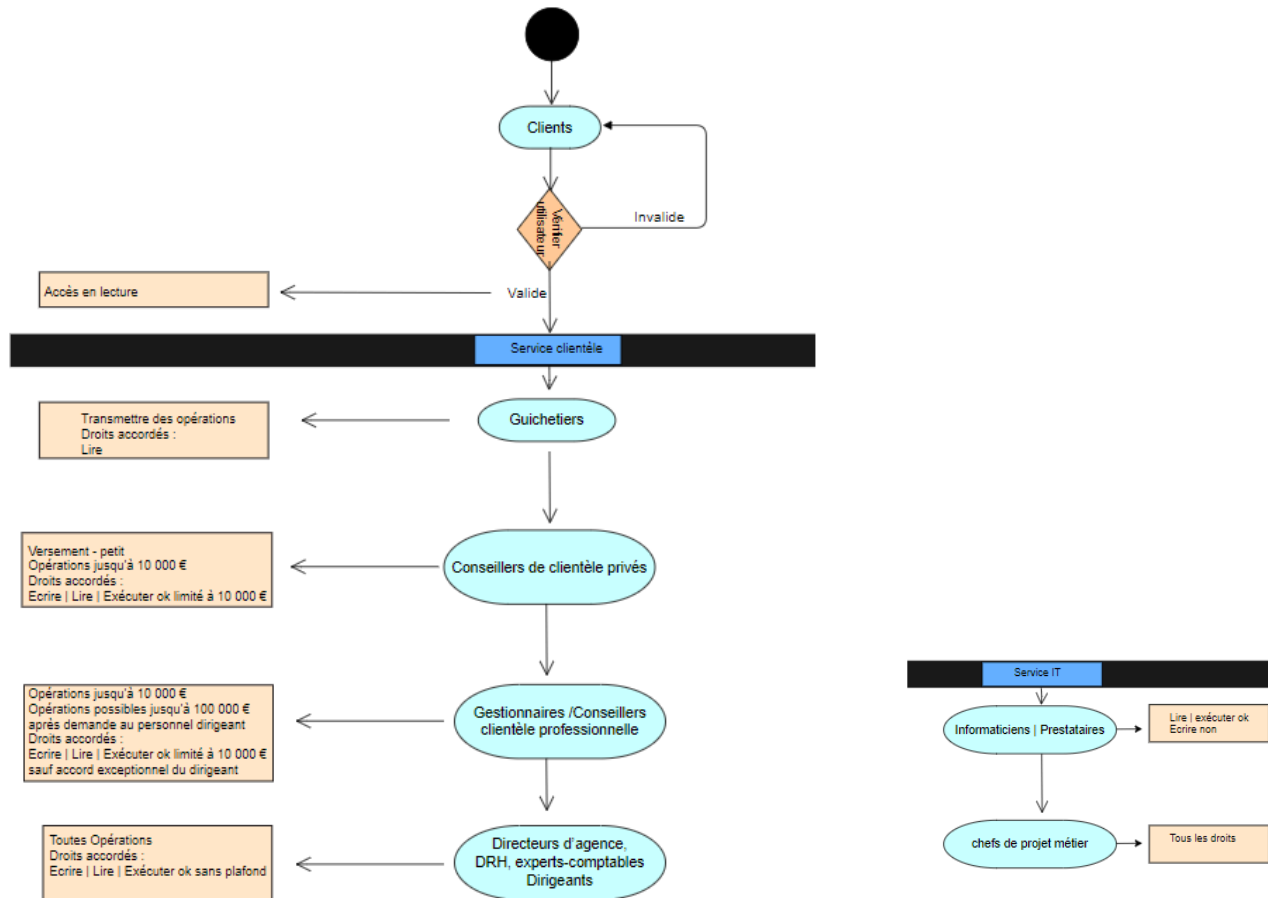 Clients
Vérifier
utilisateur
Invalide
Valide
Accès en lecture
Service clientèle
Guichetiers
Transmettre des opérations
Droits accordés :
Lire
Conseillers de clientèle privés
Versement - petit
Opérations jusqu'à 10 000 €
Droits accordés :
Ecrire | Lire | Exécuter ok limité à 10 000 €
Gestionnaires /Conseillers
clientèle professionnelle
Opérations jusqu'à 10 000 €
Opérations possibles jusqu'à 100 000 €
après demande au personnel dirigeant
Droits accordés :
Ecrire | Lire | Exécuter ok limité à 10 000 €
sauf accord exceptionnel du dirigeant
Directeurs d'agence,
DRH, experts-comptables
Dirigeants
Toutes Opérations
Droits accordés :
Ecrire | Lire | Exécuter ok sans plafond
Service IT
Informaticiens | Prestataires
Lire | exécuter ok
Ecrire non
chefs de projet métier
Tous les droits